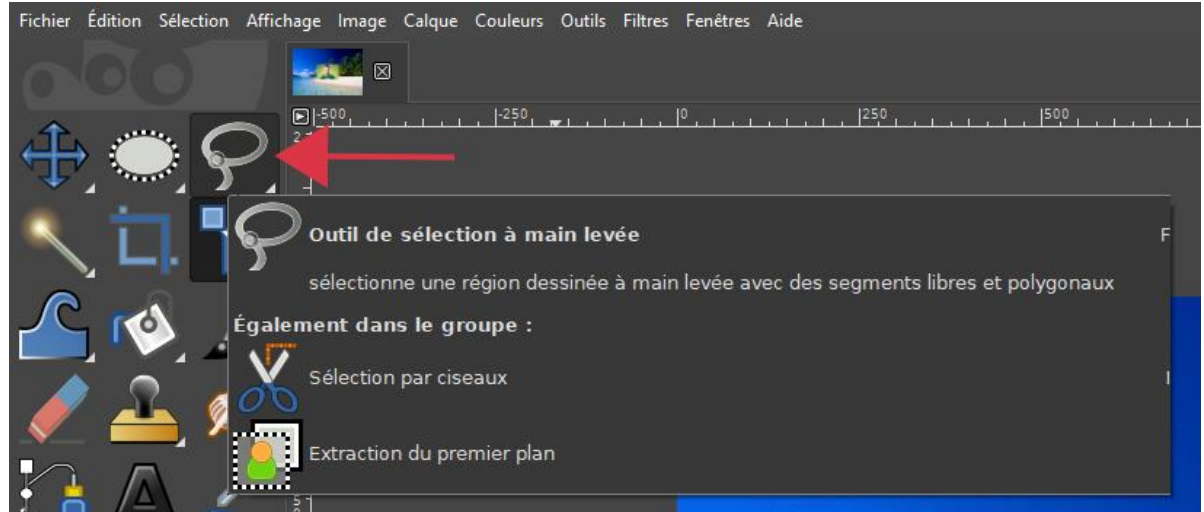 Fichier Édition Sélection Affichage Image Calque Couleurs Outils Filtres Fenêtres Aide
-500 -250 0 250 500
Outil de sélection à main levée F
sélectionne une région dessinée à main levée avec des segments libres et polygonaux
Également dans le groupe :
Sélection par ciseaux I
Extraction du premier plan